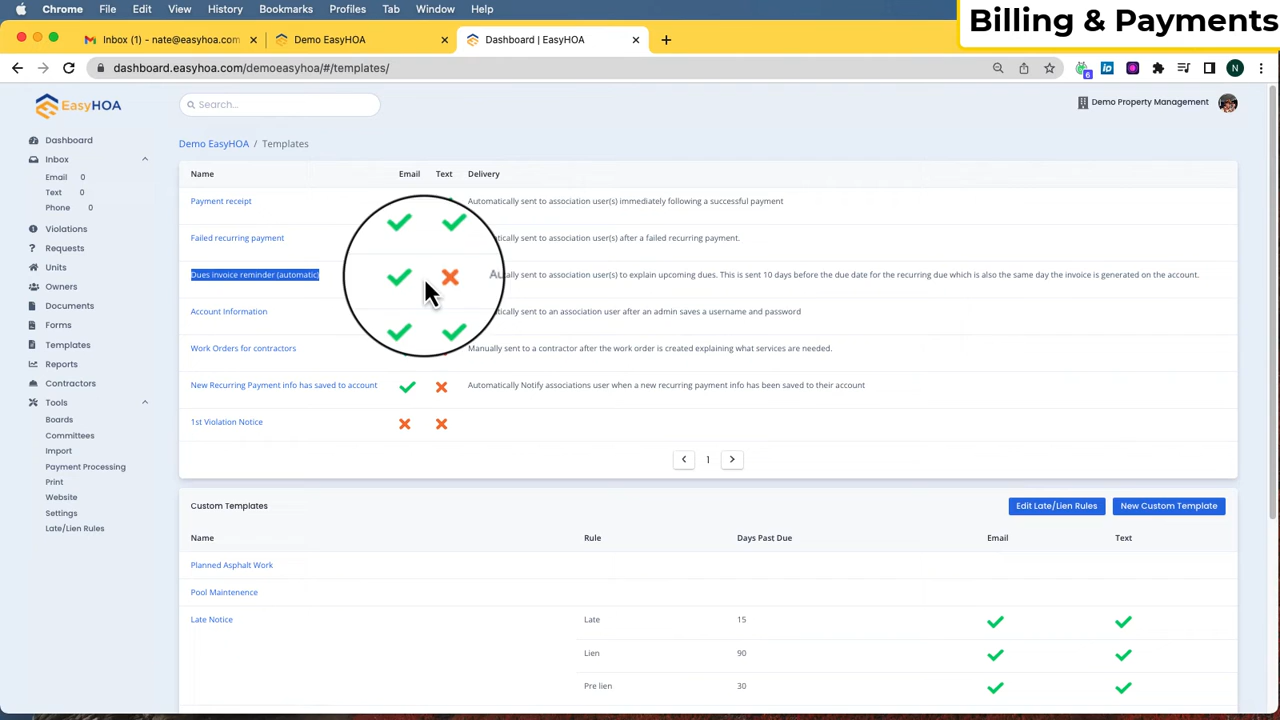 Chrome File Edit View History Bookmarks Profiles Tab Window Help
Billing & Payments
Inbox (1) – nate@easyhoa.com
Demo EasyHOA
Dashboard | EasyHOA
dashboard.easyhoa.com/demoeasyhoa/#/templates/
6
N
EasyHOA
Search...
Demo Property Management
Dashboard
Inbox
Email 0
Text 0
Phone 0
Violations
Requests
Units
Owners
Documents
Forms
Templates
Reports
Contractors
Tools
Boards
Committees
Import
Payment Processing
Print
Website
Settings
Late/Lien Rules
Demo EasyHOA / Templates
Name Email Text Delivery
Payment receipt Automatically sent to association user(s) immediately following a successful payment
Failed recurring payment tically sent to association user(s) after a failed recurring payment.
Dues invoice reminder (automatic) Au ally sent to association user(s) to explain upcoming dues. This is sent 10 days before the due date for the recurring due which is also the same day the invoice is generated on the account.
Account Information tically sent to an association user after an admin saves a username and password
Work Orders for contractors Manually sent to a contractor after the work order is created explaining what services are needed.
New Recurring Payment info has saved to account Automatically Notify associations user when a new recurring payment info has been saved to their account
1st Violation Notice
1
Custom Templates Edit Late/Lien Rules New Custom Template
Name Rule Days Past Due Email Text
Planned Asphalt Work
Pool Maintenence
Late Notice Late 15
Lien 90
Pre lien 30